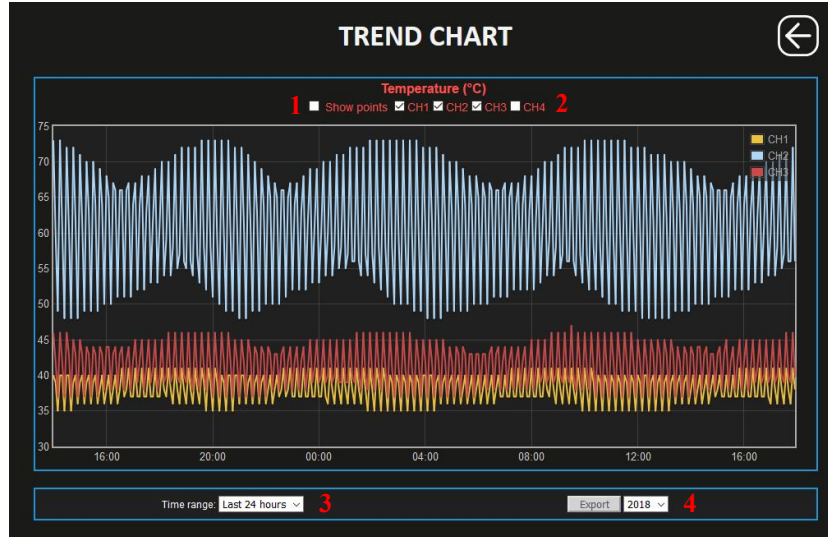 TREND CHART
Temperature (°C)
1 Show points CH1 CH2 CH3 CH4 2
75
CH1
70
CH2
CH3
65
60
55
50
45
40
35
30
16:00 20:00 00:00 04:00 08:00 12:00 16:00
Time range: Last 24 hours 3 Export 2018 4